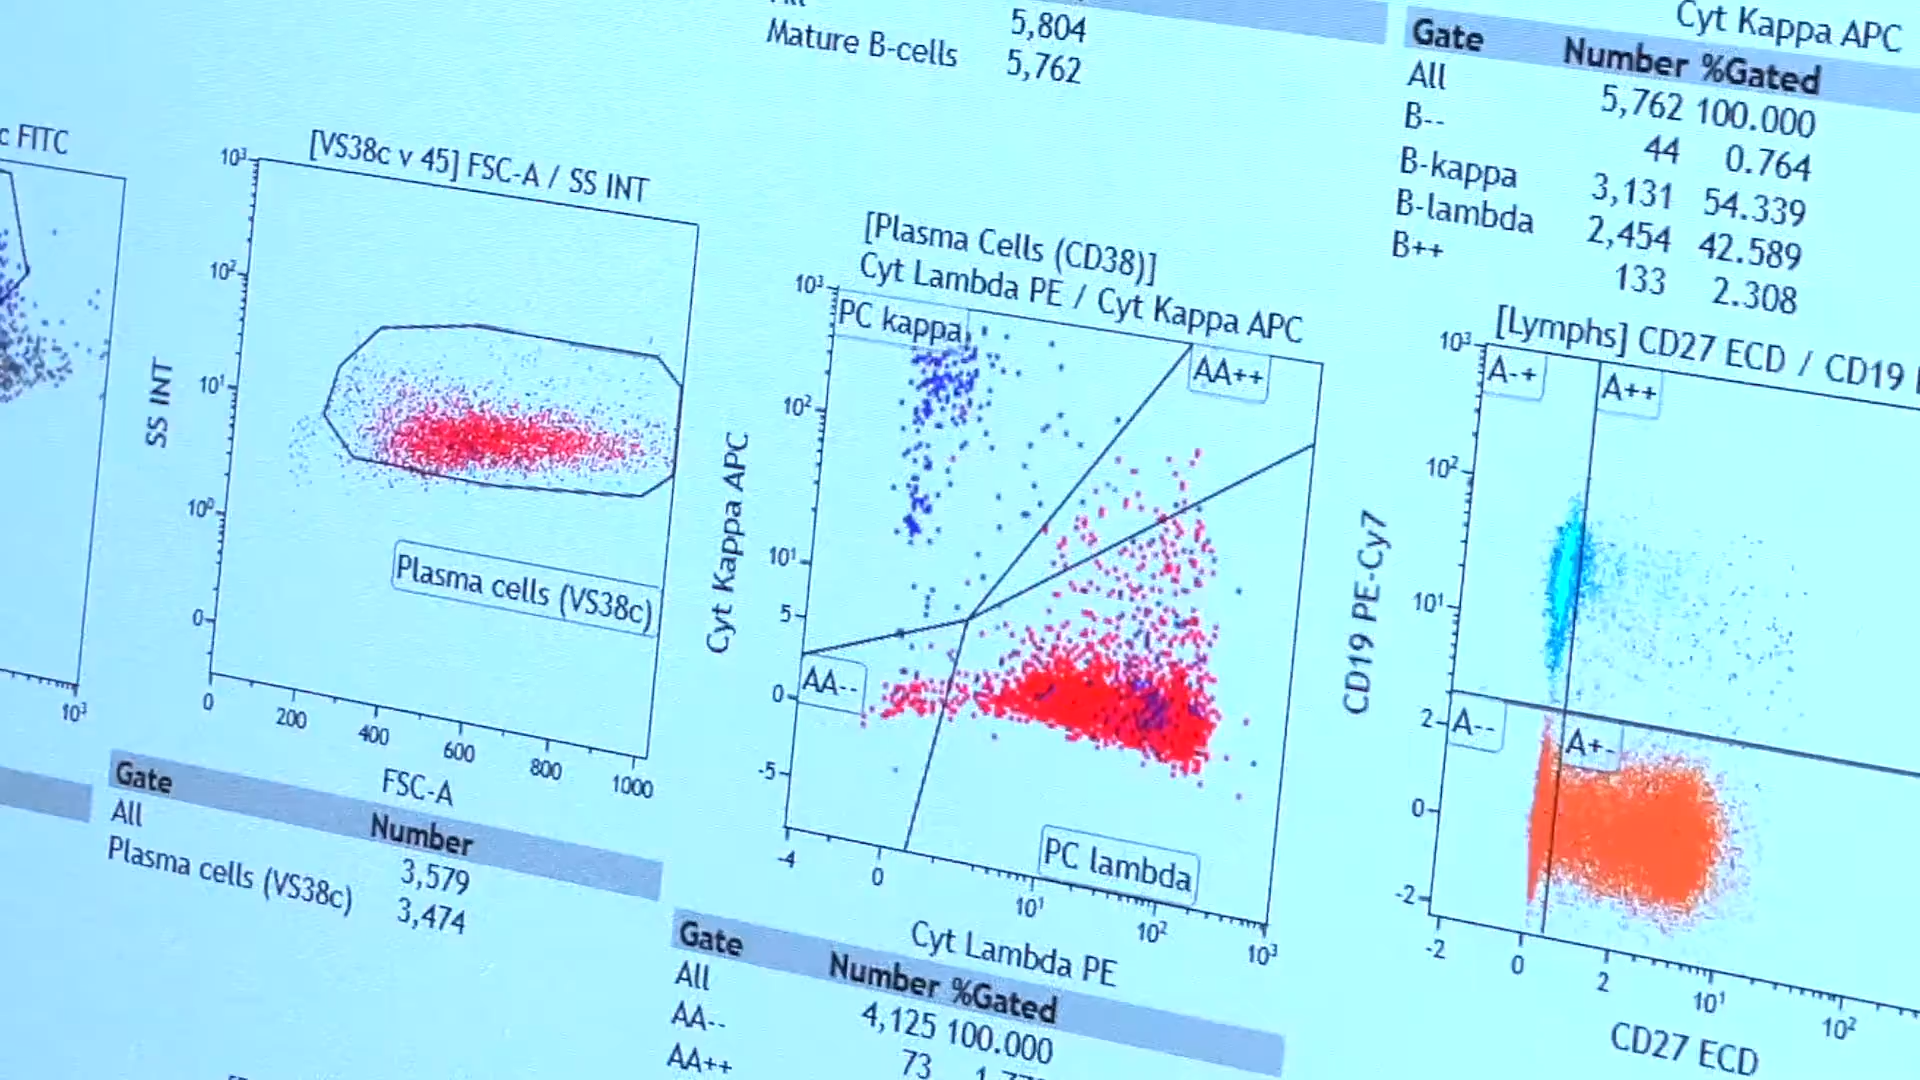 5,804
Mature B-cells 5,762
Cyt Kappa APC
Gate Number %Gated
All 5,762 100.000
B-- 44 0.764
B-kappa 3,131 54.339
B-lambda 2,454 42.589
B++ 133 2.308
c FITC
10³
[VS38c v 45] FSC-A / SS INT
SS INT
10³
10²
10¹
10⁰
0
Plasma cells (VS38c)
0 200 400 600 800 1000
FSC-A
Gate Number
All 3,579
Plasma cells (VS38c) 3,474
[Plasma Cells (CD38)]
Cyt Lambda PE / Cyt Kappa APC
Cyt Kappa APC
10³
10²
10¹
5
0
-5
PC kappa
AA++
AA--
PC lambda
-4 0 10¹ 10² 10³
Cyt Lambda PE
Gate Number %Gated
All 4,125 100.000
AA-- 
AA++ 73
[Lymphs] CD27 ECD / CD19
CD19 PE-Cy7
10³
10²
10¹
2
0
-2
A-+
A++
A--
A+-
-2 0 2 10¹ 10²
CD27 ECD